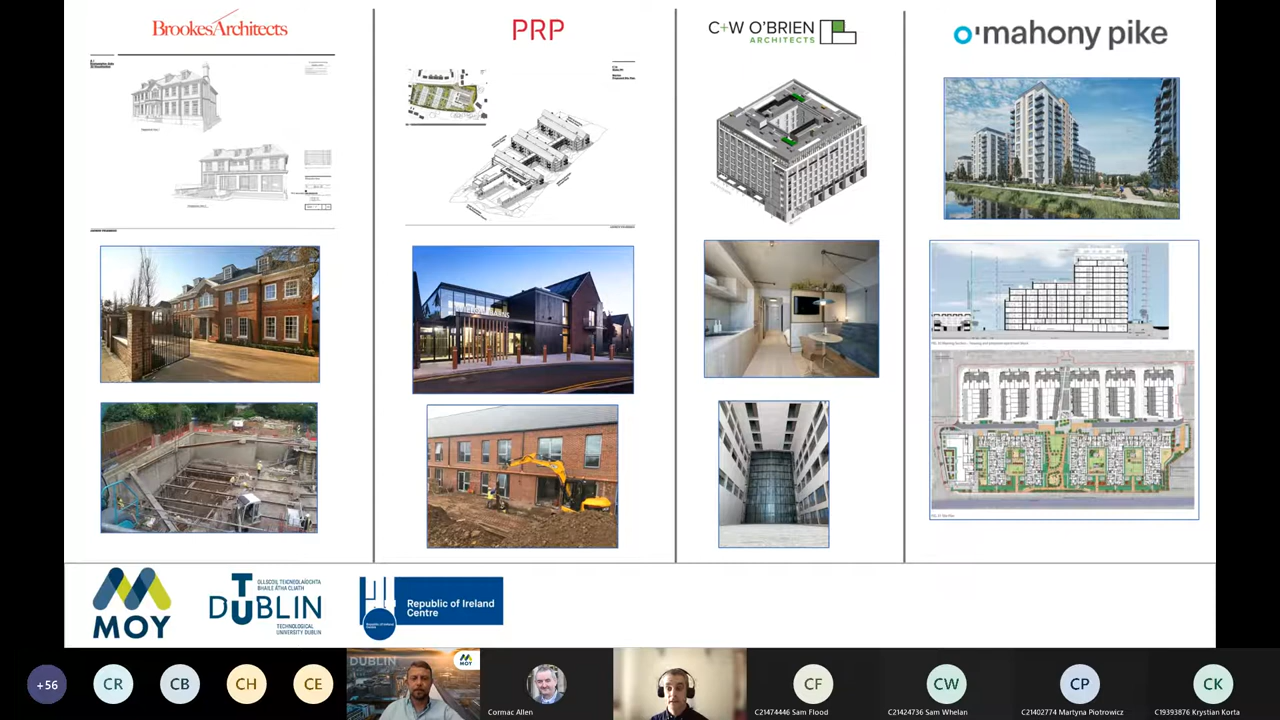 BrookesArchitects
PRP
C+W O'BRIEN
ARCHITECTS
o'mahony pike
MOY
OLLSCOIL TEICNEOLAÍOCHTA
BHAILE ÁTHA CLIATH
DUBLIN
TECHNOLOGICAL
UNIVERSITY DUBLIN
Republic of Ireland
Centre
+56
CR
CB
CH
CE
DUBLIN
MOY
Cormac Allen
CF
C21474446 Sam Flood
CW
C21424736 Sam Whelan
CP
C21402774 Martyna Piotrowicz
CK
C19393876 Krystian Korta